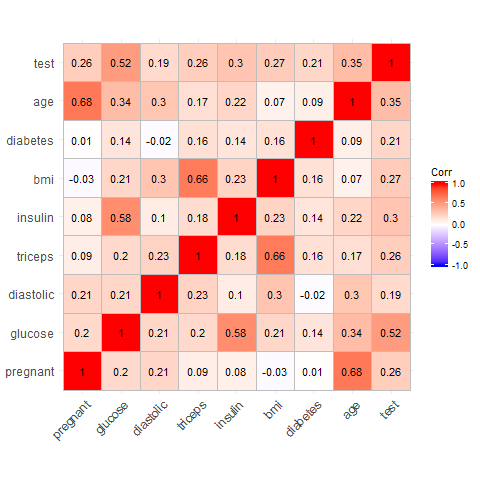 test 0.26 0.52 0.19 0.26 0.3 0.27 0.21 0.35 1
age 0.68 0.34 0.3 0.17 0.22 0.07 0.09 1 0.35
diabetes 0.01 0.14 -0.02 0.16 0.14 0.16 1 0.09 0.21
bmi -0.03 0.21 0.3 0.66 0.23 1 0.16 0.07 0.27
insulin 0.08 0.58 0.1 0.18 1 0.23 0.14 0.22 0.3
triceps 0.09 0.2 0.23 1 0.18 0.66 0.16 0.17 0.26
diastolic 0.21 0.21 1 0.23 0.1 0.3 -0.02 0.3 0.19
glucose 0.2 1 0.21 0.2 0.58 0.21 0.14 0.34 0.52
pregnant 1 0.2 0.21 0.09 0.08 -0.03 0.01 0.68 0.26
pregnant glucose diastolic triceps insulin bmi diabetes age test
Corr
1.0
0.5
0.0
-0.5
-1.0